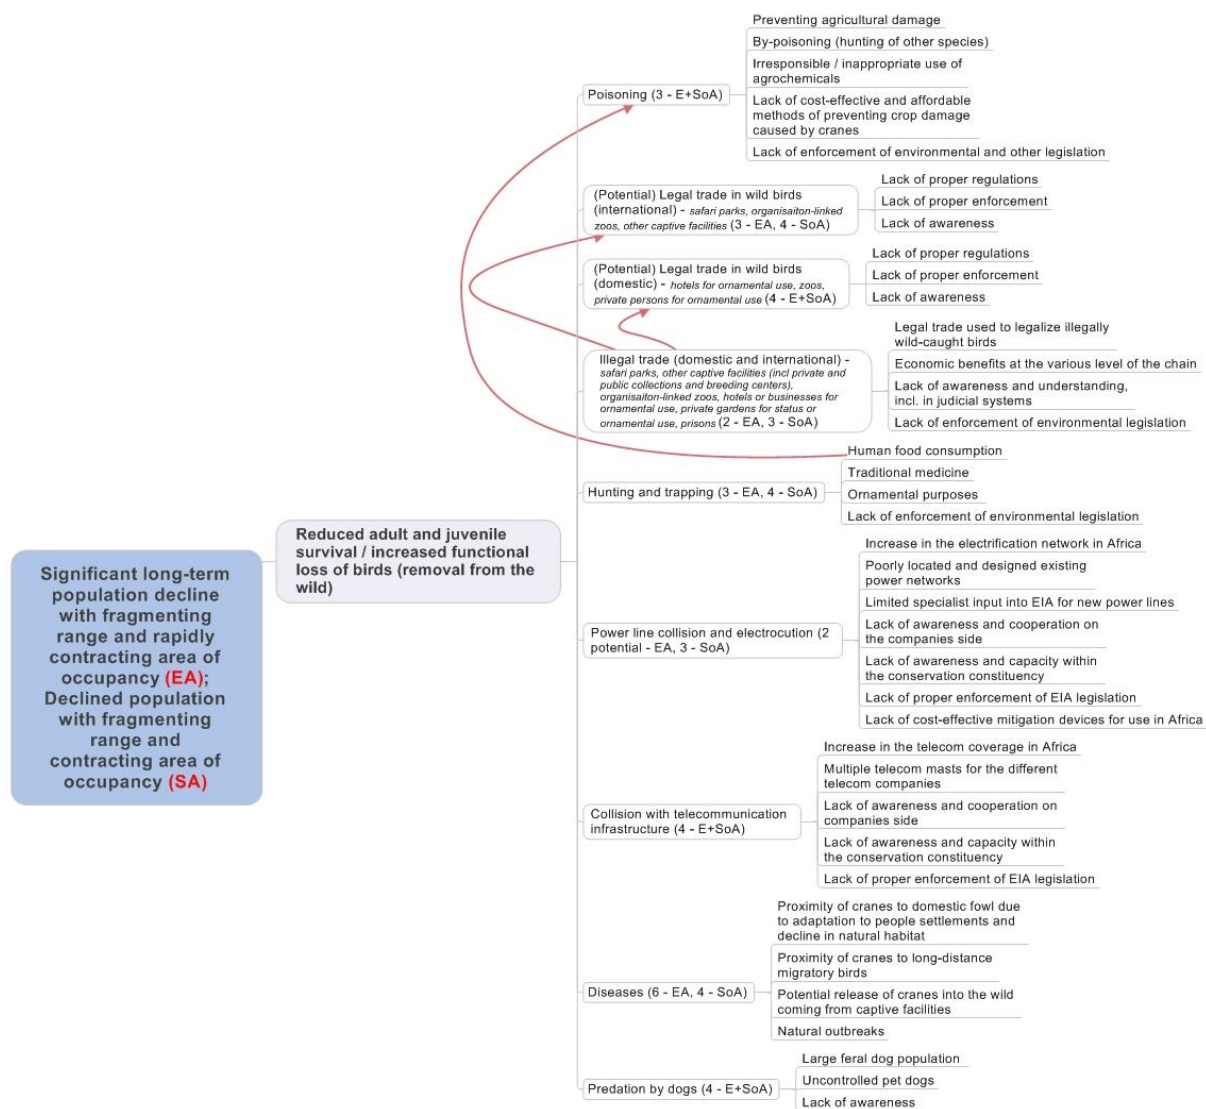 Significant long-term
population decline
with fragmenting
range and rapidly
contracting area of
occupancy (EA);
Declined population
with fragmenting
range and
contracting area of
occupancy (SA)
Reduced adult and juvenile
survival / increased functional
loss of birds (removal from the
wild)
Poisoning (3 - E+SoA)
Preventing agricultural damage
By-poisoning (hunting of other species)
Irresponsible / inappropriate use of
agrochemicals
Lack of cost-effective and affordable
methods of preventing crop damage
caused by cranes
Lack of enforcement of environmental and other legislation
(Potential) Legal trade in wild birds
(international) - safari parks, organisaiton-linked
zoos, other captive facilities (3 - EA, 4 - SoA)
Lack of proper regulations
Lack of proper enforcement
Lack of awareness
(Potential) Legal trade in wild birds
(domestic) - hotels for ornamental use, zoos,
private persons for ornamental use (4 - E+SoA)
Lack of proper regulations
Lack of proper enforcement
Lack of awareness
Illegal trade (domestic and international) -
safari parks, other captive facilities (incl private and
public collections and breeding centers),
organisaiton-linked zoos, hotels or businesses for
ornamental use, private gardens for status or
ornamental use, prisons (2 - EA, 3 - SoA)
Legal trade used to legalize illegally
wild-caught birds
Economic benefits at the various level of the chain
Lack of awareness and understanding,
incl. in judicial systems
Lack of enforcement of environmental legislation
Hunting and trapping (3 - EA, 4 - SoA)
Human food consumption
Traditional medicine
Ornamental purposes
Lack of enforcement of environmental legislation
Power line collision and electrocution (2
potential - EA, 3 - SoA)
Increase in the electrification network in Africa
Poorly located and designed existing
power networks
Limited specialist input into EIA for new power lines
Lack of awareness and cooperation on
the companies side
Lack of awareness and capacity within
the conservation constituency
Lack of proper enforcement of EIA legislation
Lack of cost-effective mitigation devices for use in Africa
Collision with telecommunication
infrastructure (4 - E+SoA)
Increase in the telecom coverage in Africa
Multiple telecom masts for the different
telecom companies
Lack of awareness and cooperation on
companies side
Lack of awareness and capacity within
the conservation constituency
Lack of proper enforcement of EIA legislation
Diseases (6 - EA, 4 - SoA)
Proximity of cranes to domestic fowl due
to adaptation to people settlements and
decline in natural habitat
Proximity of cranes to long-distance
migratory birds
Potential release of cranes into the wild
coming from captive facilities
Natural outbreaks
Predation by dogs (4 - E+SoA)
Large feral dog population
Uncontrolled pet dogs
Lack of awareness